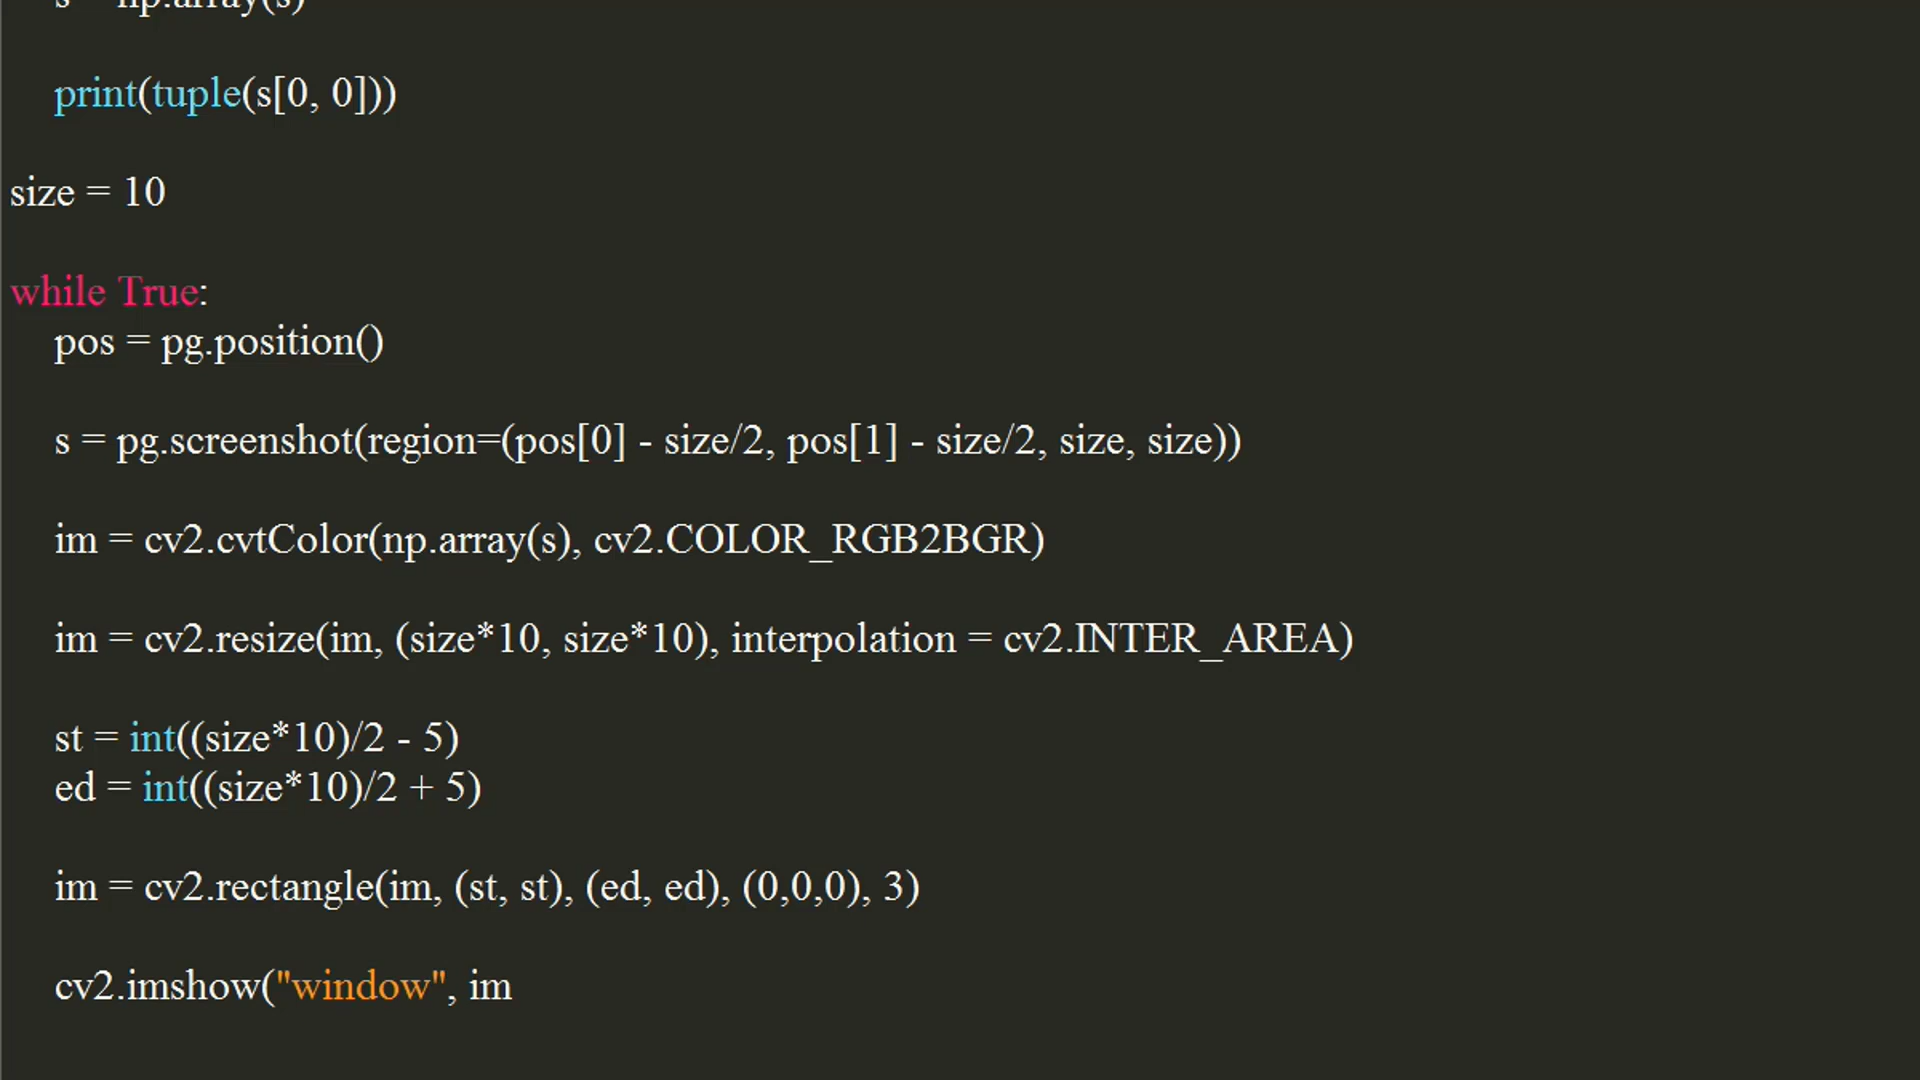 s = np.array(s)
print(tuple(s[0, 0]))
size = 10
while True:
pos = pg.position()
s = pg.screenshot(region=(pos[0] - size/2, pos[1] - size/2, size, size))
im = cv2.cvtColor(np.array(s), cv2.COLOR_RGB2BGR)
im = cv2.resize(im, (size*10, size*10), interpolation = cv2.INTER_AREA)
st = int((size*10)/2 - 5)
ed = int((size*10)/2 + 5)
im = cv2.rectangle(im, (st, st), (ed, ed), (0,0,0), 3)
cv2.imshow("window", im